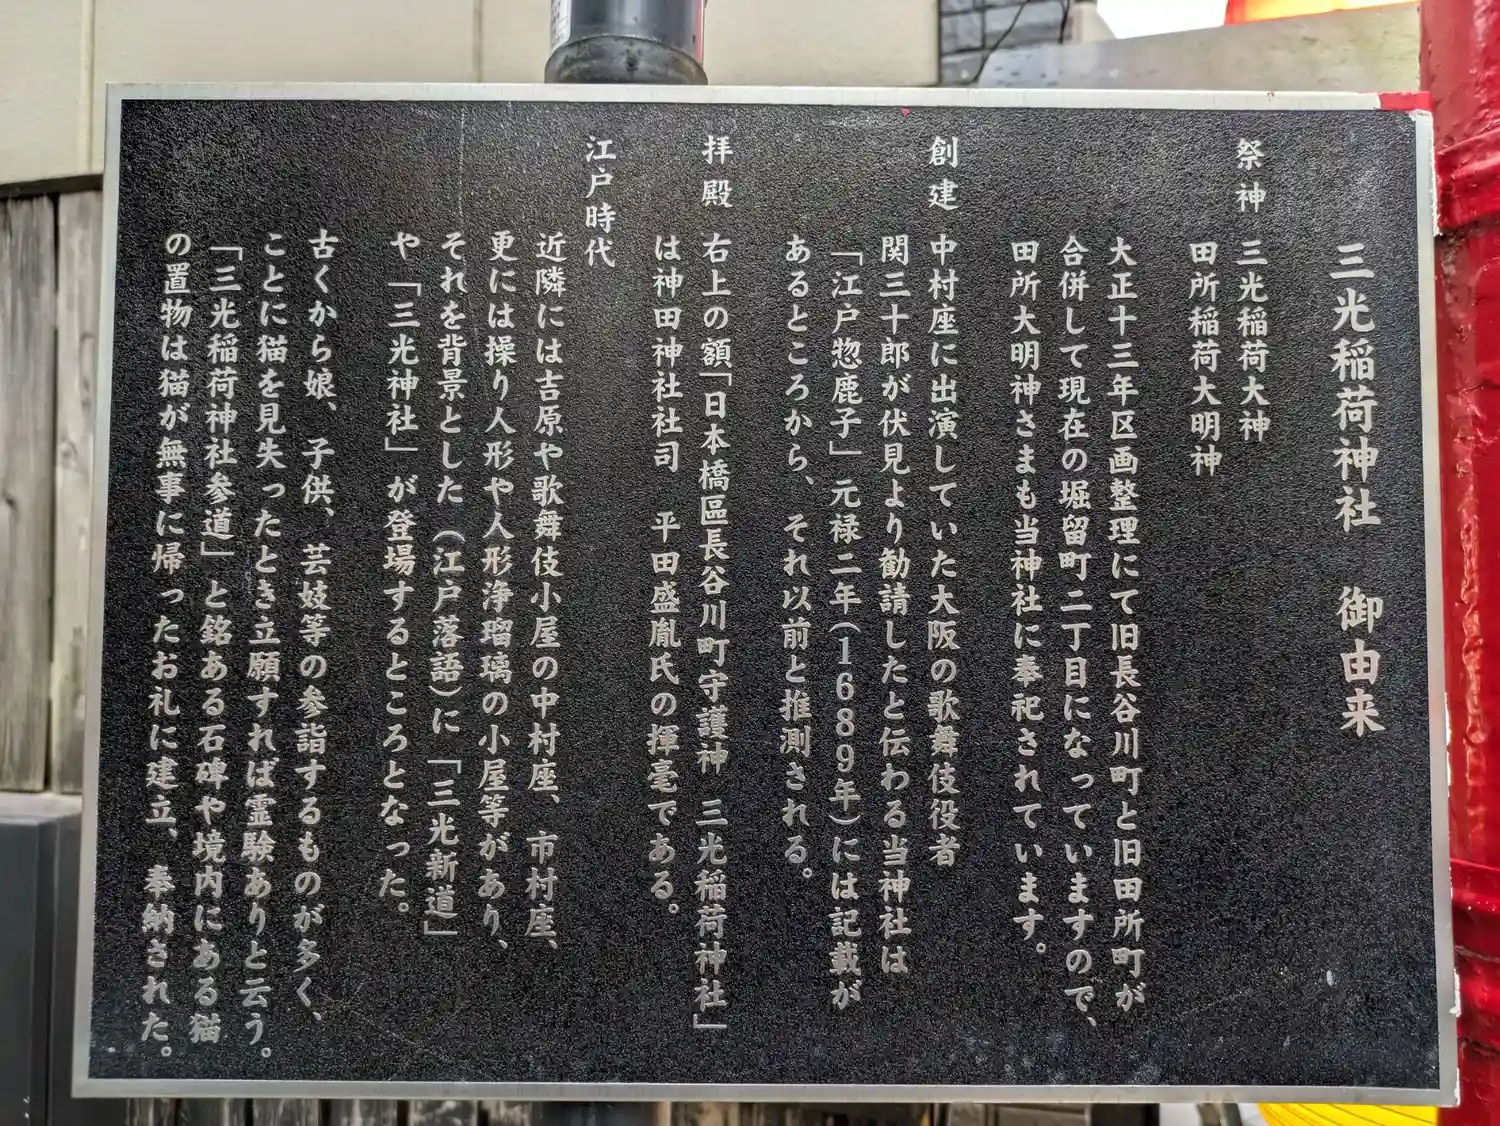 三光稲荷神社　御由来
祭神　三光稲荷大神
田所稲荷大明神
大正十三年区画整理にて旧長谷川町と旧田所町が
合併して現在の堀留町二丁目になっていますので、
田所大明神さまも当神社に奉祀されています。
創建　中村座に出演していた大阪の歌舞伎役者
関三十郎が伏見より勧請したと伝わる当神社は
「江戸惣鹿子」元禄二年（1689年）には記載が
あるところから、それ以前と推測される。
拝殿　右上の額「日本橋區長谷川町守護神　三光稲荷神社」
は神田神社社司　平田盛胤氏の揮毫である。
江戸時代
近隣には吉原や歌舞伎小屋の中村座、市村座、
更には操り人形や人形浄瑠璃の小屋等があり、
それを背景とした（江戸落語）に「三光新道」
や「三光神社」が登場するところとなった。
古くから娘、子供、芸妓等の参詣するものが多く、
ことに猫を見失ったとき立願すれば霊験ありと云う。
「三光稲荷神社参道」と銘ある石碑や境内にある猫
の置物は猫が無事に帰ったお礼に建立、奉納された。